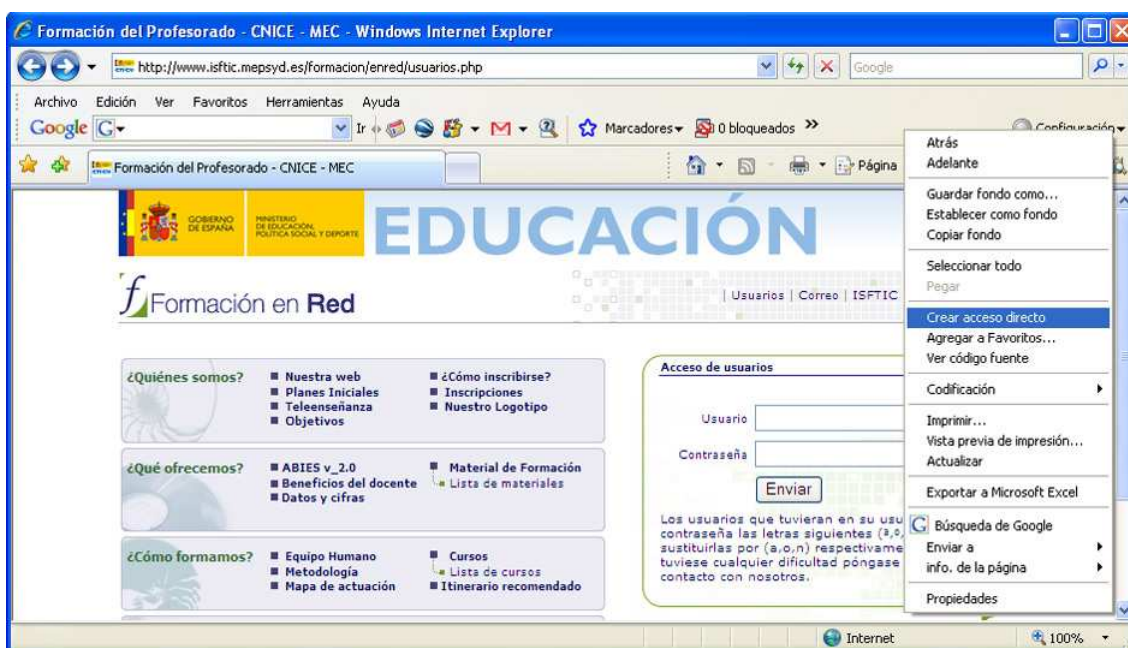 Formación del Profesorado - CNICE - MEC - Windows Internet Explorer
http://www.isftic.mepsyd.es/formacion/enred/usuarios.php
Google
Archivo Edición Ver Favoritos Herramientas Ayuda
Google G Ir Marcadores 0 bloqueados » Configuración
Formación del Profesorado - CNICE - MEC
Página
GOBIERNO
DE ESPAÑA
MINISTERIO
DE EDUCACIÓN,
POLÍTICA SOCIAL Y DEPORTE
EDUCACIÓN
Formación en Red
| Usuarios | Correo | ISFTIC
¿Quiénes somos?
Nuestra web
Planes Iniciales
Teleenseñanza
Objetivos
¿Cómo inscribirse?
Inscripciones
Nuestro Logotipo
¿Qué ofrecemos?
ABIES v_2.0
Beneficios del docente
Datos y cifras
Material de Formación
Lista de materiales
¿Cómo formamos?
Equipo Humano
Metodología
Mapa de actuación
Cursos
Lista de cursos
Itinerario recomendado
Acceso de usuarios
Usuario
Contraseña
Enviar
Los usuarios que tuvieran en su usu
contraseña las letras siguientes (ª,º,
sustituirlas por (a,o,n) respectivame
tuviese cualquier dificultad póngase
contacto con nosotros.
Atrás
Adelante
Guardar fondo como...
Establecer como fondo
Copiar fondo
Seleccionar todo
Pegar
Crear acceso directo
Agregar a Favoritos...
Ver código fuente
Codificación
Imprimir...
Vista previa de impresión...
Actualizar
Exportar a Microsoft Excel
G Búsqueda de Google
Enviar a
info. de la página
Propiedades
Internet
100%